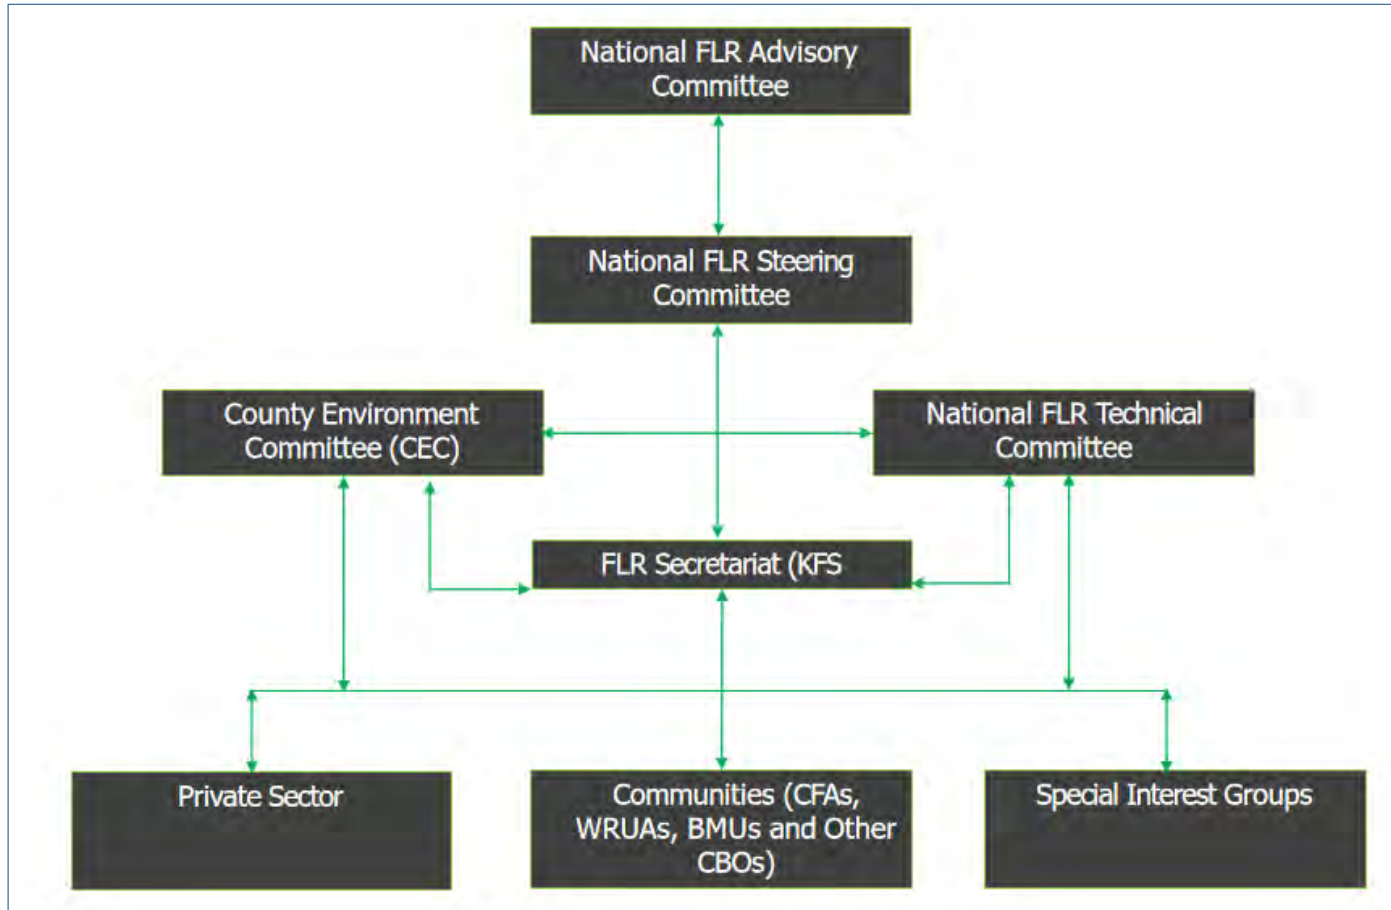 National FLR Advisory
Committee
National FLR Steering
Committee
County Environment
Committee (CEC)
National FLR Technical
Committee
FLR Secretariat (KFS
Private Sector
Communities (CFAs,
WRUAs, BMUs and Other
CBOs)
Special Interest Groups